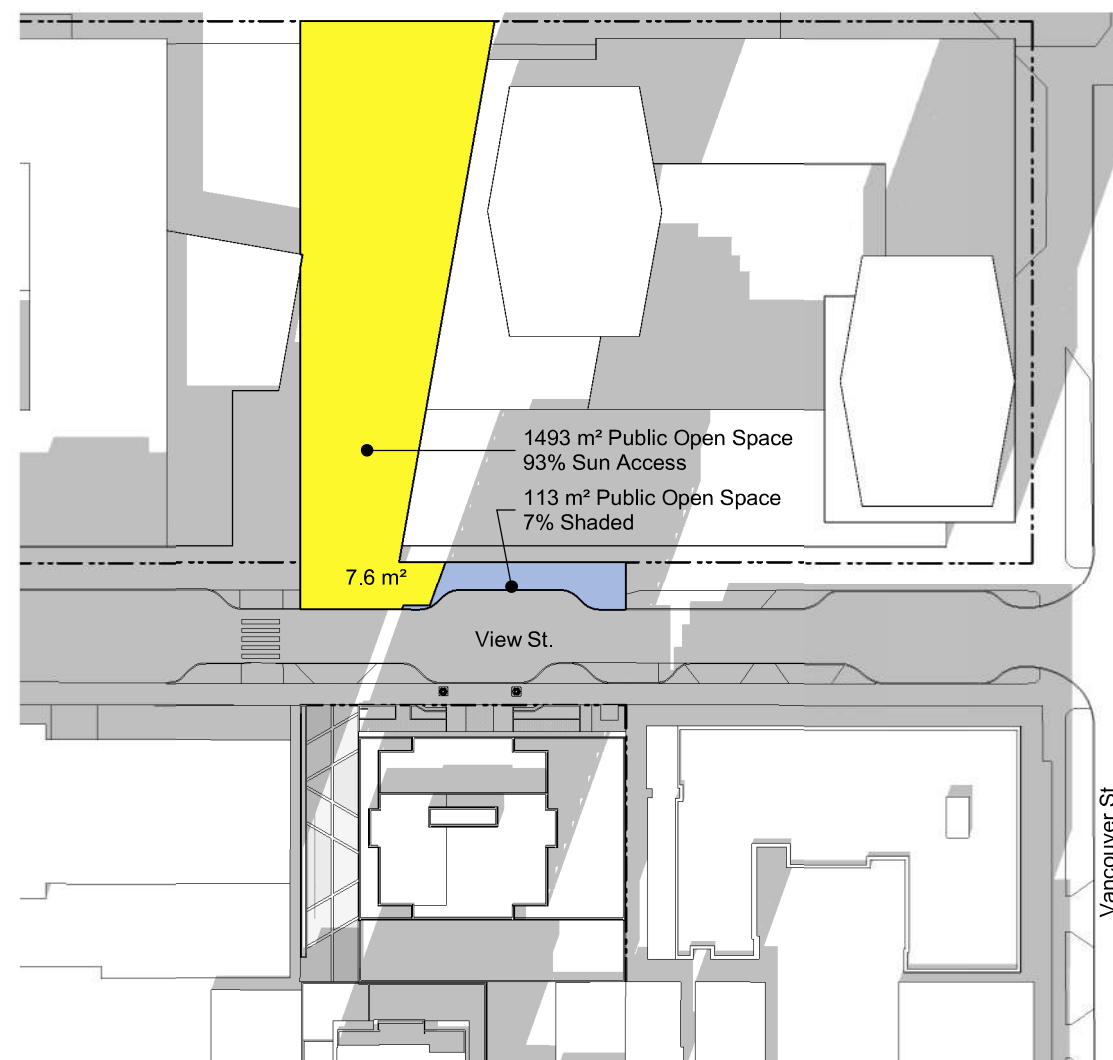 1493 m² Public Open Space
93% Sun Access
113 m² Public Open Space
7% Shaded
7.6 m²
View St.
Vancouver St.